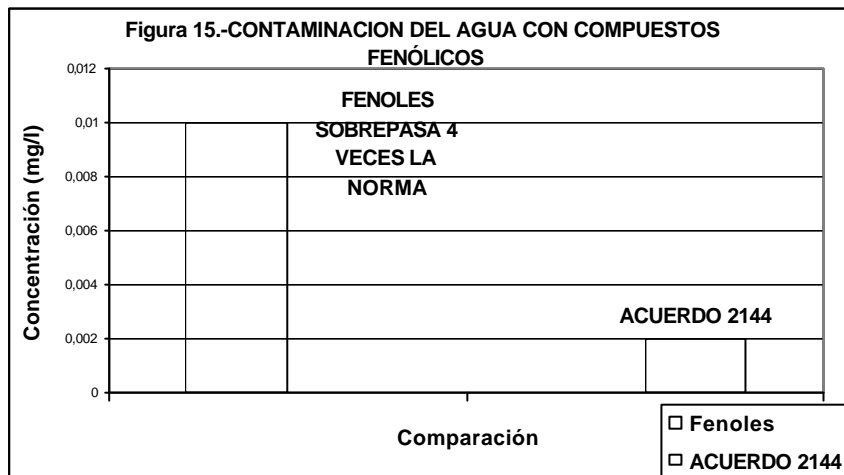 Figura 15.-CONTAMINACION DEL AGUA CON COMPUESTOS
FENÓLICOS
Concentración (mg/l)
0,012
0,01
0,008
0,006
0,004
0,002
0
FENOLES
SOBREPASA 4
VECES LA
NORMA
ACUERDO 2144
Comparación
Fenoles
ACUERDO 2144